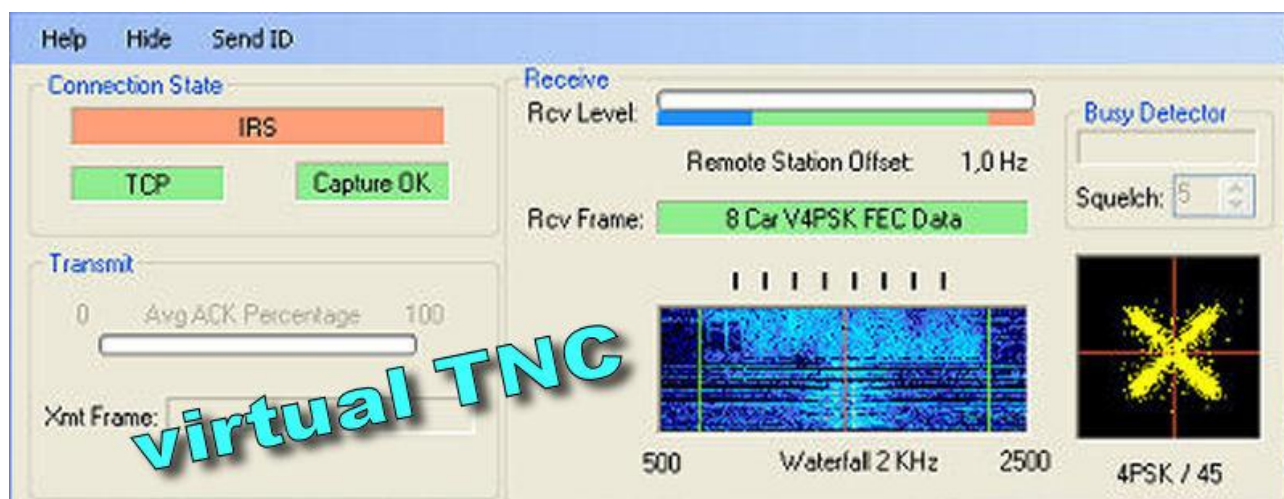 Help Hide Send ID
Connection State
IRS
TCP Capture OK
Transmit
0 Avg ACK Percentage 100
Xmt Frame:
virtual TNC
Receive
Rcv Level:
Remote Station Offset: 1,0 Hz
Rcv Frame: 8 Car V4PSK FEC Data
500 Waterfall 2 KHz 2500
Busy Detector
Squelch: 5
4PSK / 45